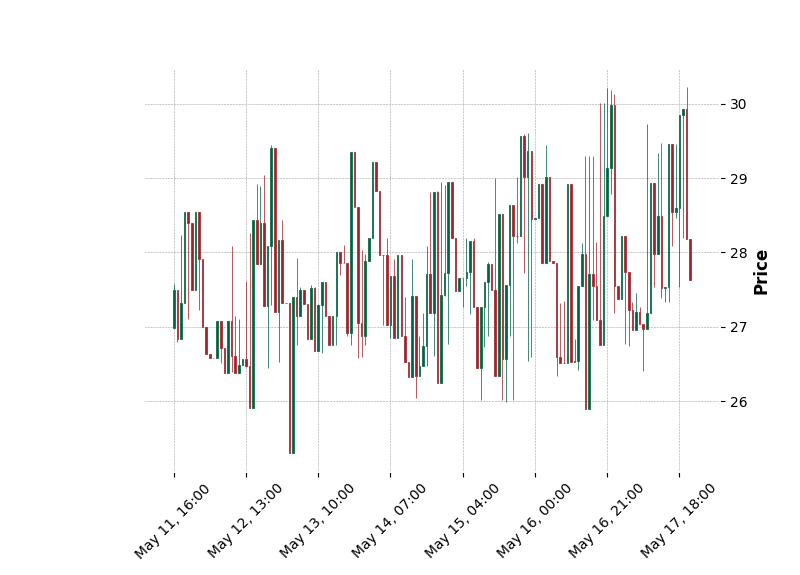 30
29
28
27
26
Price
May 11, 16:00
May 12, 13:00
May 13, 10:00
May 14, 07:00
May 15, 04:00
May 16, 00:00
May 16, 21:00
May 17, 18:00